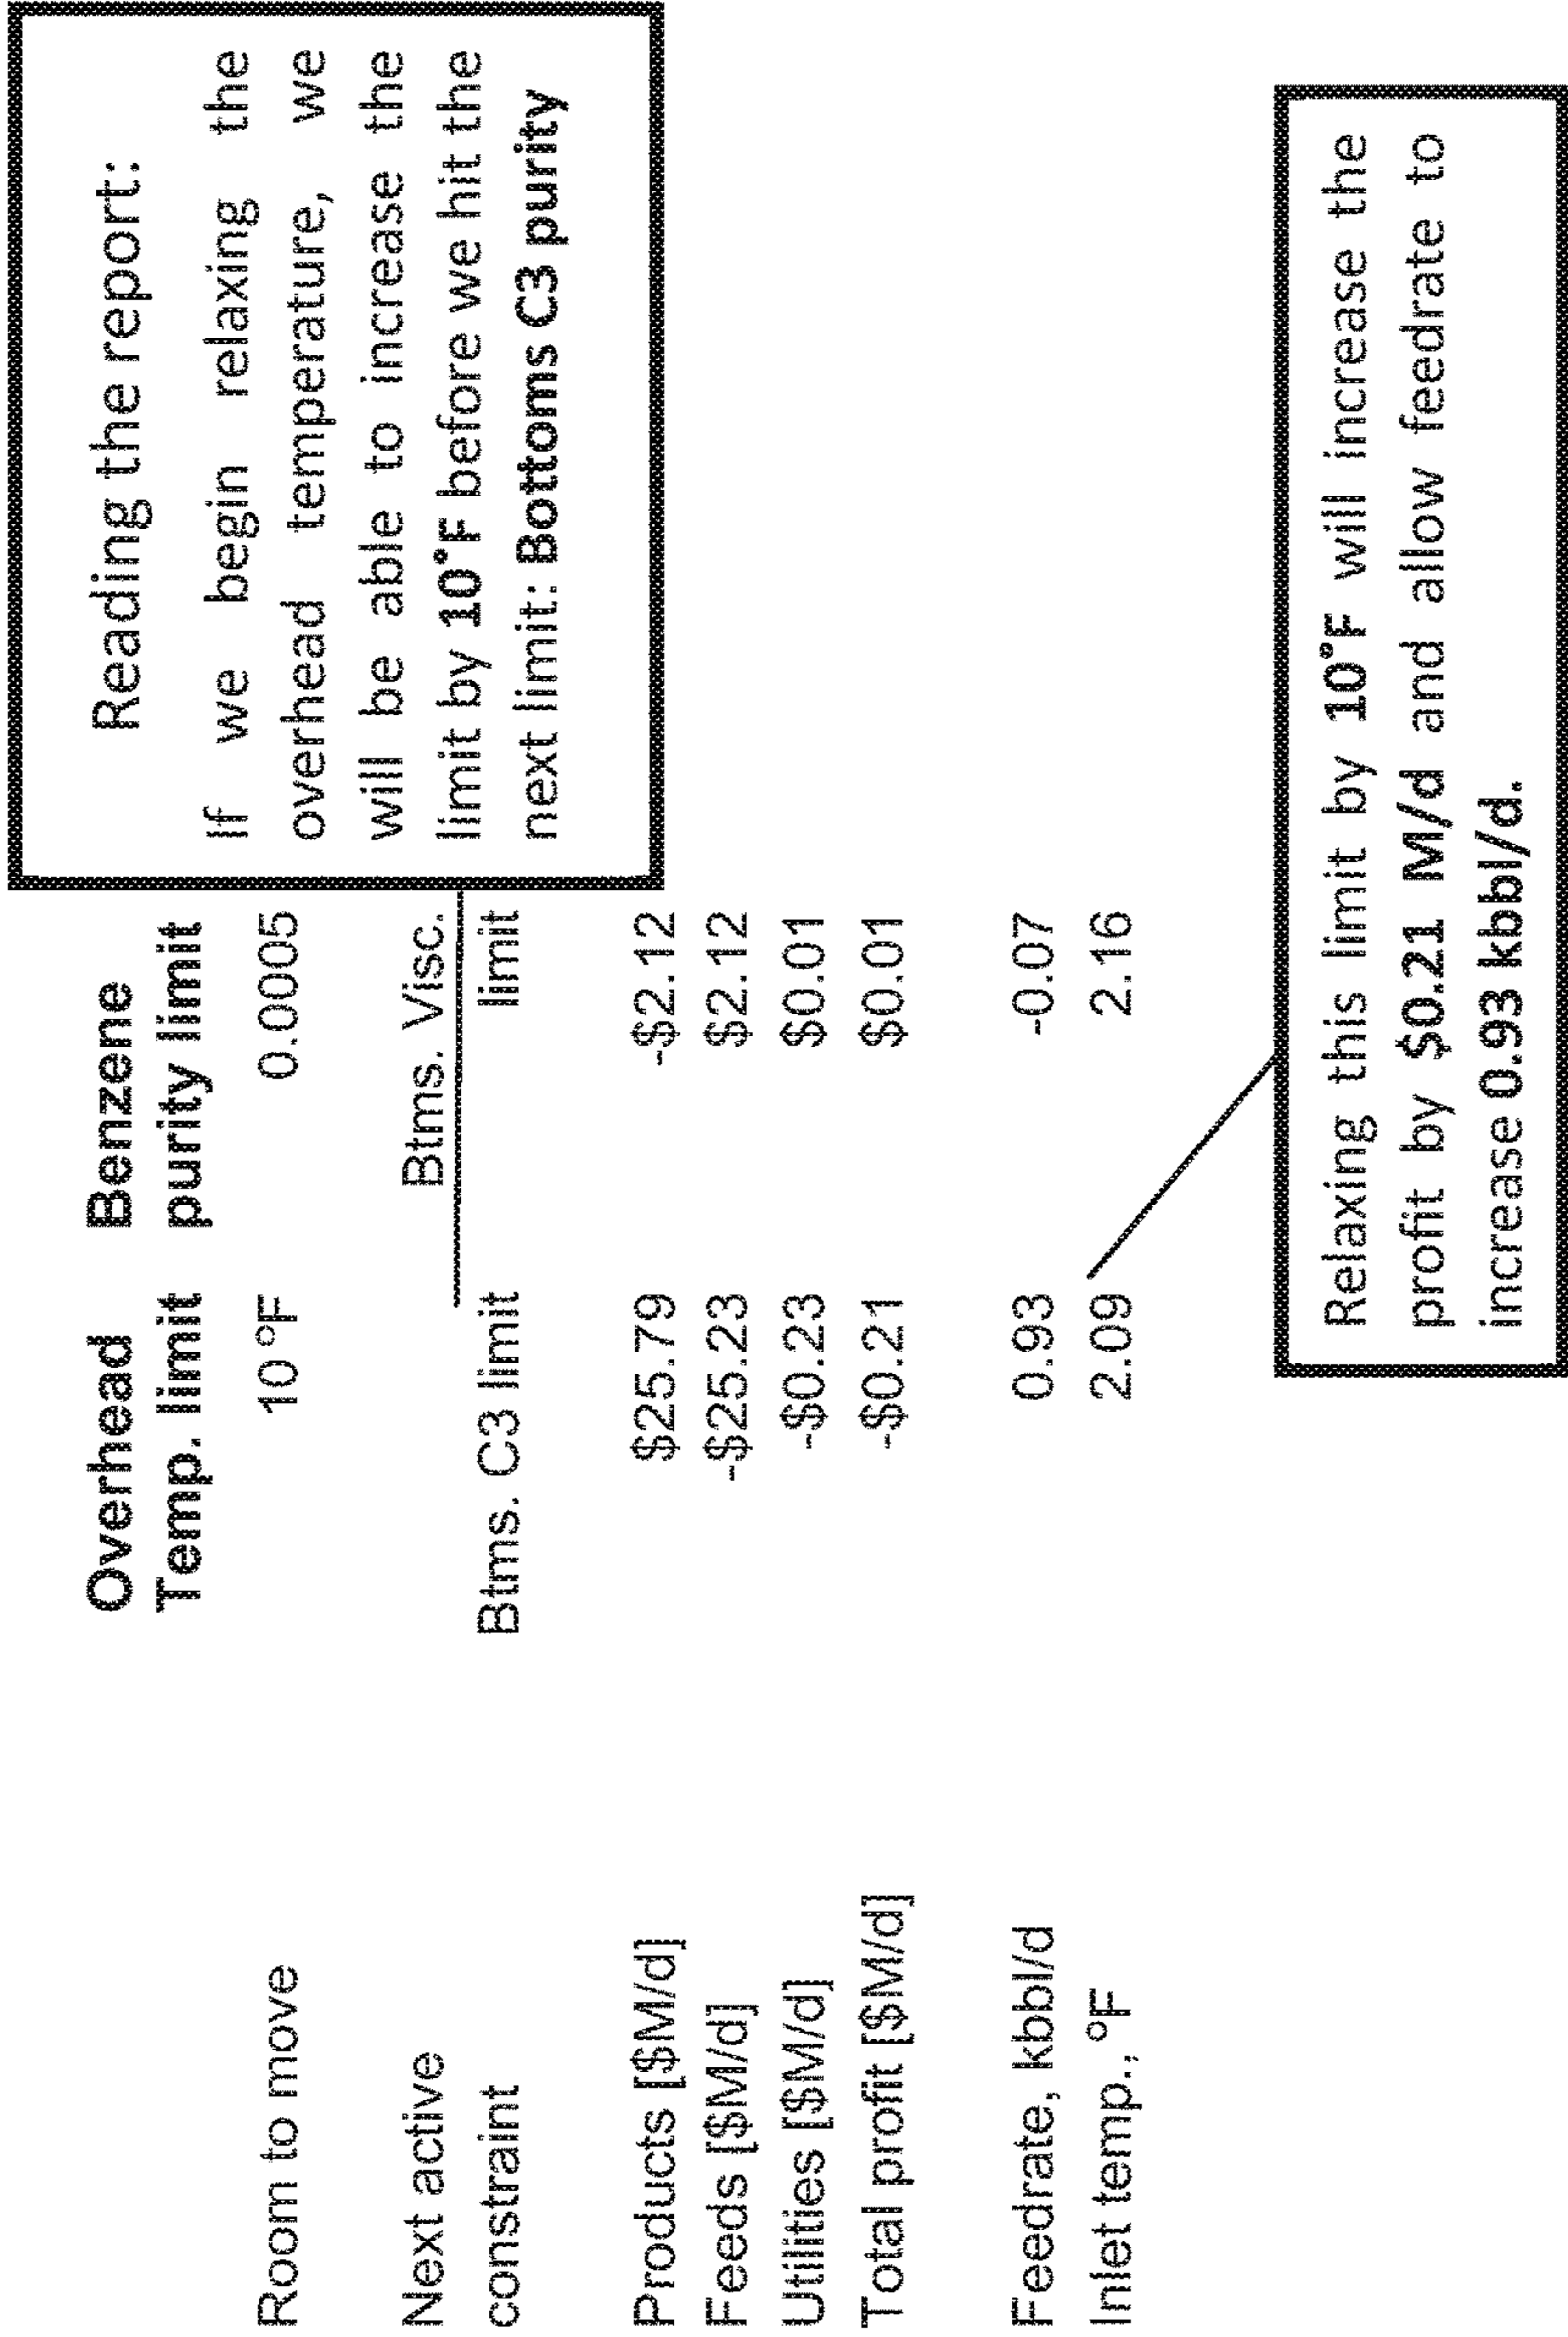 Overhead Benzene
Temp. limit purity limit
Room to move 10 °F 0.0005
Next active Btms. Visc.
constraint Btms. C3 limit limit
Products [$M/d] $25.79 -$2.12
Feeds [$M/d] -$25.23 $2.12
Utilities [$M/d] -$0.23 $0.01
Total profit [$M/d] -$0.21 $0.01
Feedrate, kbbl/d 0.93 -0.07
Inlet temp., °F 2.09 2.16
Reading the report:
If we begin relaxing the
overhead temperature, we
will be able to increase the
limit by 10°F before we hit the
next limit: Bottoms C3 purity
Relaxing this limit by 10°F will increase the
profit by $0.21 M/d and allow feedrate to
increase 0.93 kbbl/d.